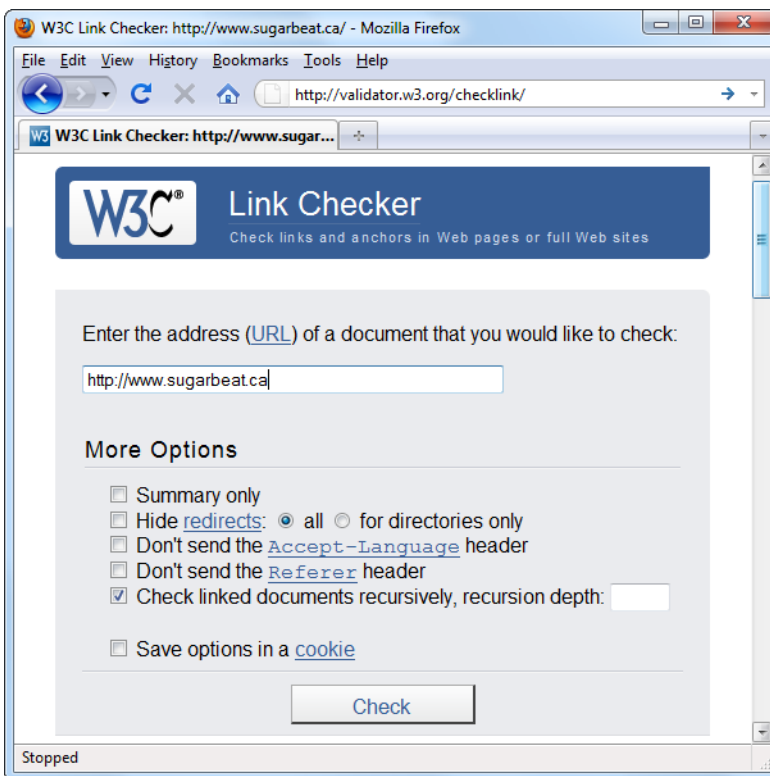 W3C Link Checker: http://www.sugarbeat.ca/ - Mozilla Firefox
File Edit View History Bookmarks Tools Help
http://validator.w3.org/checklink/
W3 W3C Link Checker: http://www.sugar...
W3C® Link Checker
Check links and anchors in Web pages or full Web sites
Enter the address (URL) of a document that you would like to check:
http://www.sugarbeat.ca
More Options
Summary only
Hide redirects: all for directories only
Don't send the Accept-Language header
Don't send the Referer header
Check linked documents recursively, recursion depth:
Save options in a cookie
Check
Stopped